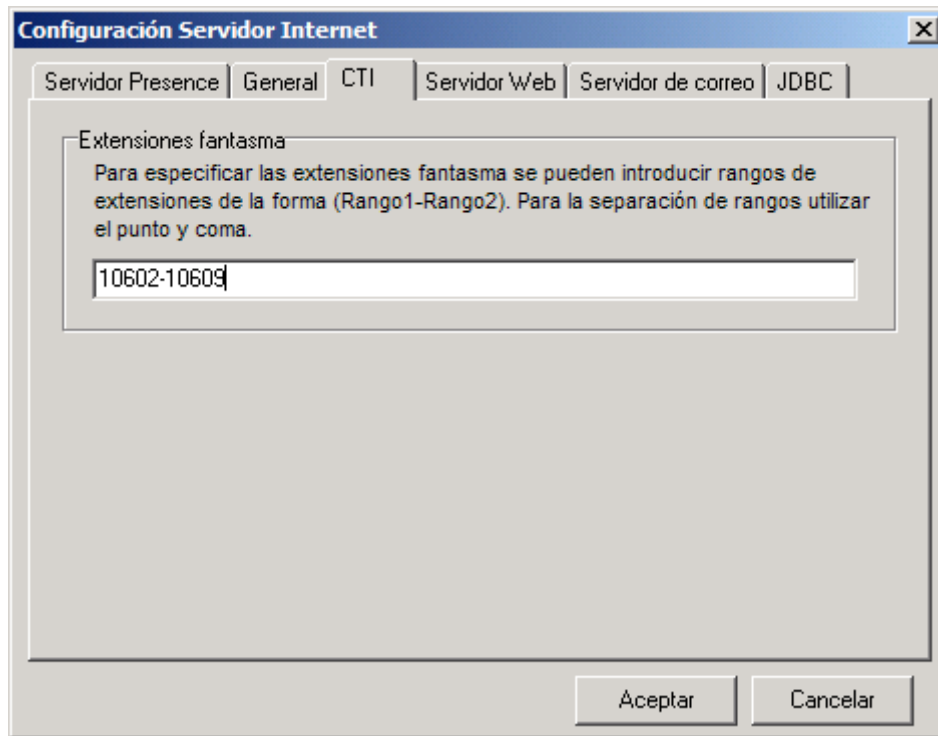 Configuración Servidor Internet
Servidor Presence General CTI Servidor Web Servidor de correo JDBC
Extensiones fantasma
Para especificar las extensiones fantasma se pueden introducir rangos de
extensiones de la forma (Rango1-Rango2). Para la separación de rangos utilizar
el punto y coma.
10602-10609
Aceptar Cancelar